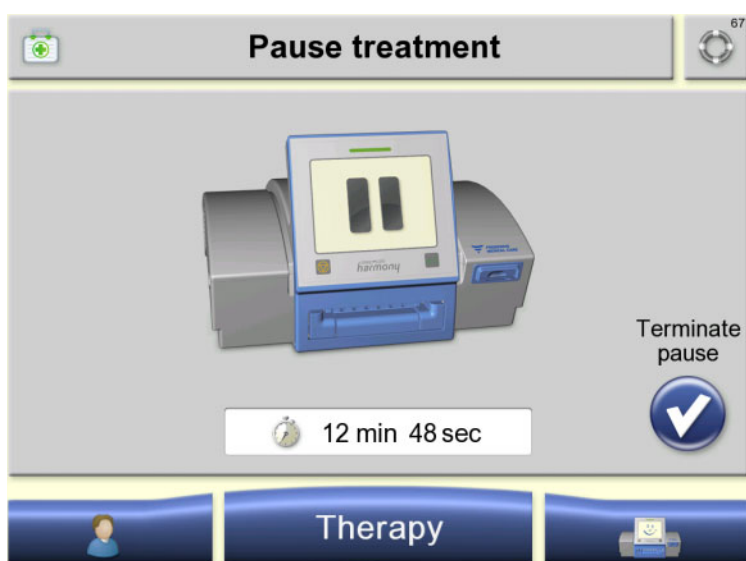 Pause treatment
67
harmony
Terminate
pause
12 min 48 sec
Therapy